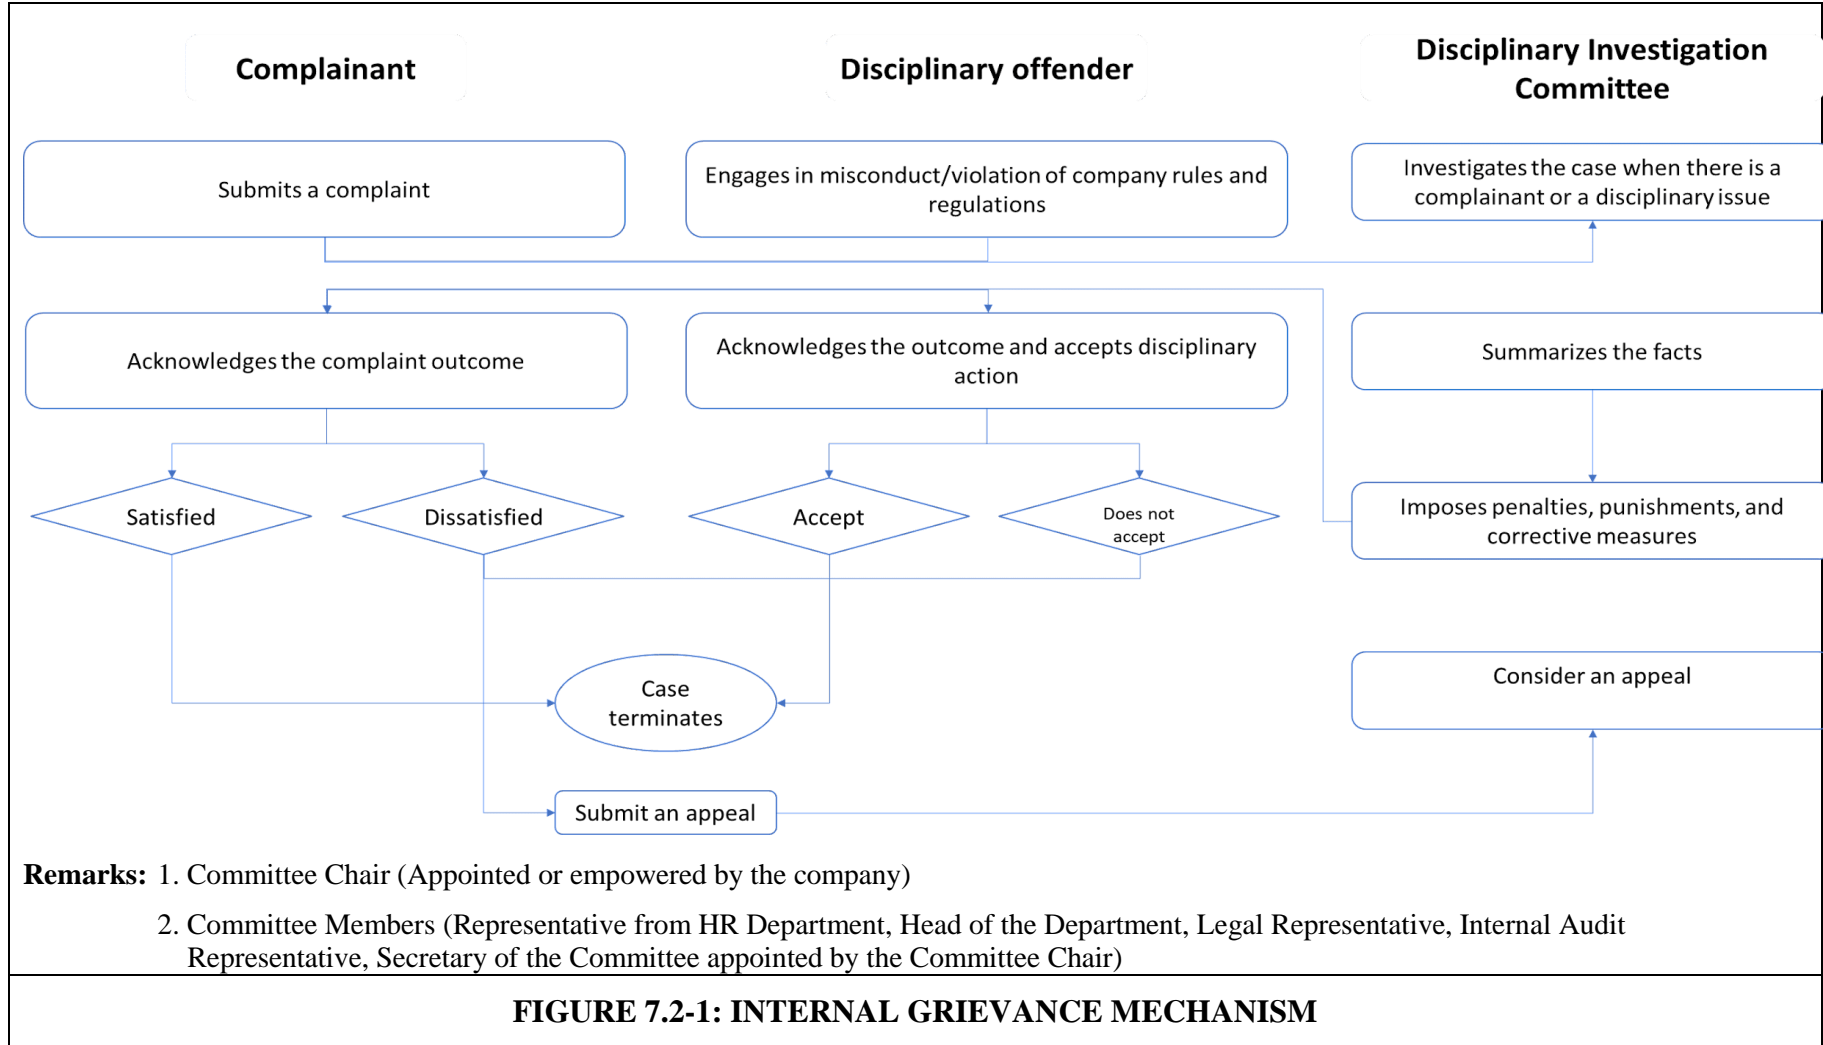 Complainant
Disciplinary offender
Disciplinary Investigation
Committee
Submits a complaint
Engages in misconduct/violation of company rules and
regulations
Investigates the case when there is a
complainant or a disciplinary issue
Acknowledges the complaint outcome
Acknowledges the outcome and accepts disciplinary
action
Summarizes the facts
Satisfied
Dissatisfied
Accept
Does not
accept
Imposes penalties, punishments, and
corrective measures
Case
terminates
Consider an appeal
Submit an appeal
Remarks: 1. Committee Chair (Appointed or empowered by the company)
2. Committee Members (Representative from HR Department, Head of the Department, Legal Representative, Internal Audit
Representative, Secretary of the Committee appointed by the Committee Chair)
FIGURE 7.2-1: INTERNAL GRIEVANCE MECHANISM